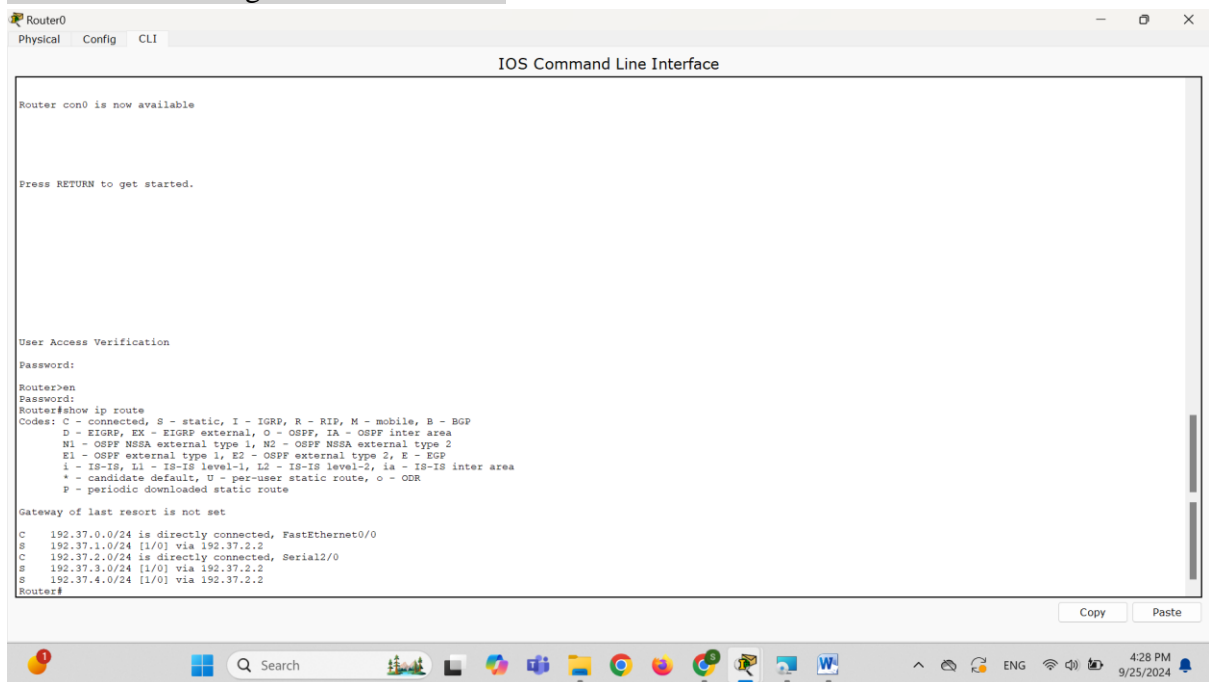 Router0
Physical Config CLI
IOS Command Line Interface
Router con0 is now available
Press RETURN to get started.
User Access Verification
Password:
Router>en
Password:
Router#show ip route
Codes: C - connected, S - static, I - IGRP, R - RIP, M - mobile, B - BGP
D - EIGRP, EX - EIGRP external, O - OSPF, IA - OSPF inter area
N1 - OSPF NSSA external type 1, N2 - OSPF NSSA external type 2
E1 - OSPF external type 1, E2 - OSPF external type 2, E - EGP
i - IS-IS, L1 - IS-IS level-1, L2 - IS-IS level-2, ia - IS-IS inter area
* - candidate default, U - per-user static route, o - ODR
P - periodic downloaded static route
Gateway of last resort is not set
C 192.37.0.0/24 is directly connected, FastEthernet0/0
S 192.37.1.0/24 [1/0] via 192.37.2.2
C 192.37.2.0/24 is directly connected, Serial2/0
S 192.37.3.0/24 [1/0] via 192.37.2.2
S 192.37.4.0/24 [1/0] via 192.37.2.2
Router#
Copy Paste
1 Search ENG 4:28 PM
9/25/2024